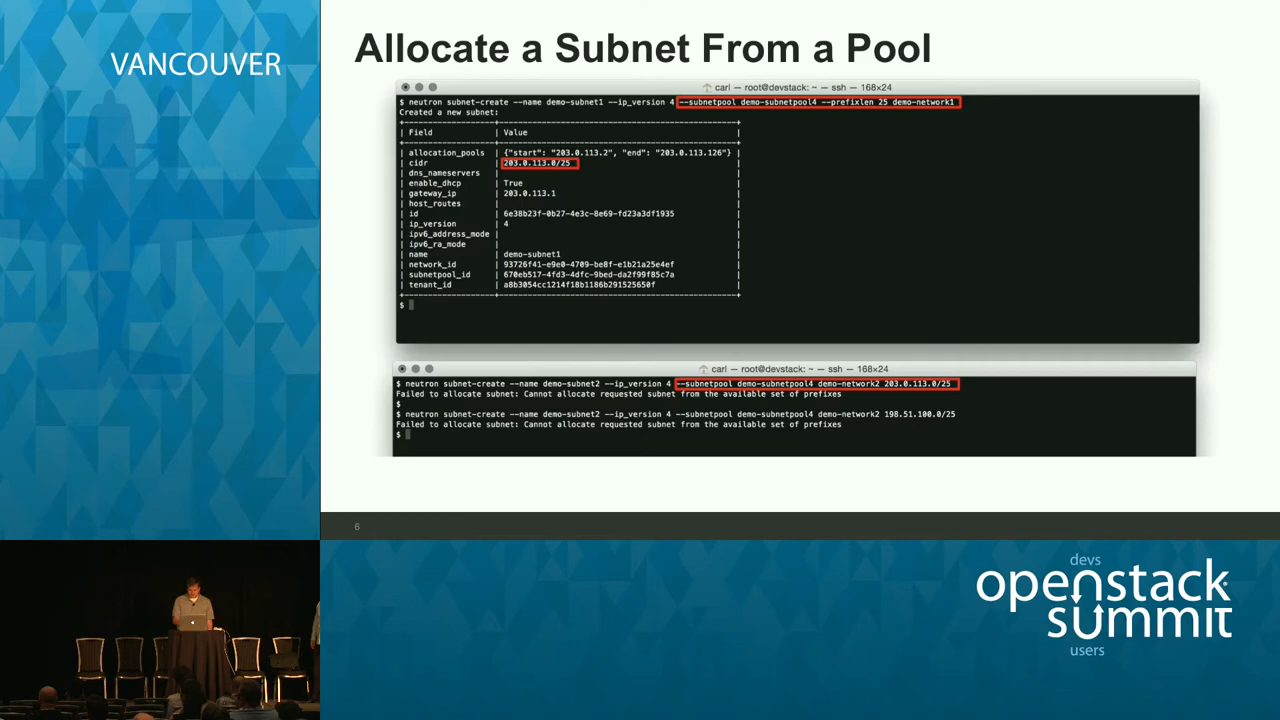 VANCOUVER
Allocate a Subnet From a Pool
carl — root@devstack: ~ — ssh — 168×24
$ neutron subnet-create --name demo-subnet1 --ip_version 4 --subnetpool demo-subnetpool4 --prefixlen 25 demo-network1
Created a new subnet:
| Field | Value
| allocation_pools | {"start": "203.0.113.2", "end": "203.0.113.126"} |
| cidr | 203.0.113.0/25 |
| dns_nameservers | |
| enable_dhcp | True |
| gateway_ip | 203.0.113.1 |
| host_routes | |
| id | 6e38b23f-0b27-4e3c-8e69-fd23a3df1935 |
| ip_version | 4 |
| ipv6_address_mode | |
| ipv6_ra_mode | |
| name | demo-subnet1 |
| network_id | 93726f41-e9e0-4709-be8f-e1b21a25e4ef |
| subnetpool_id | 670eb517-4fd3-4dfc-9bed-da2f99f85c7a |
| tenant_id | a8b3054cc1214f18b1186b291525650f |
$
carl — root@devstack: ~ — ssh — 168×24
$ neutron subnet-create --name demo-subnet2 --ip_version 4 --subnetpool demo-subnetpool4 demo-network2 203.0.113.0/25
Failed to allocate subnet: Cannot allocate requested subnet from the available set of prefixes
$
$ neutron subnet-create --name demo-subnet2 --ip_version 4 --subnetpool demo-subnetpool4 demo-network2 198.51.100.0/25
Failed to allocate subnet: Cannot allocate requested subnet from the available set of prefixes
$
6
devs
openstack
summit
users